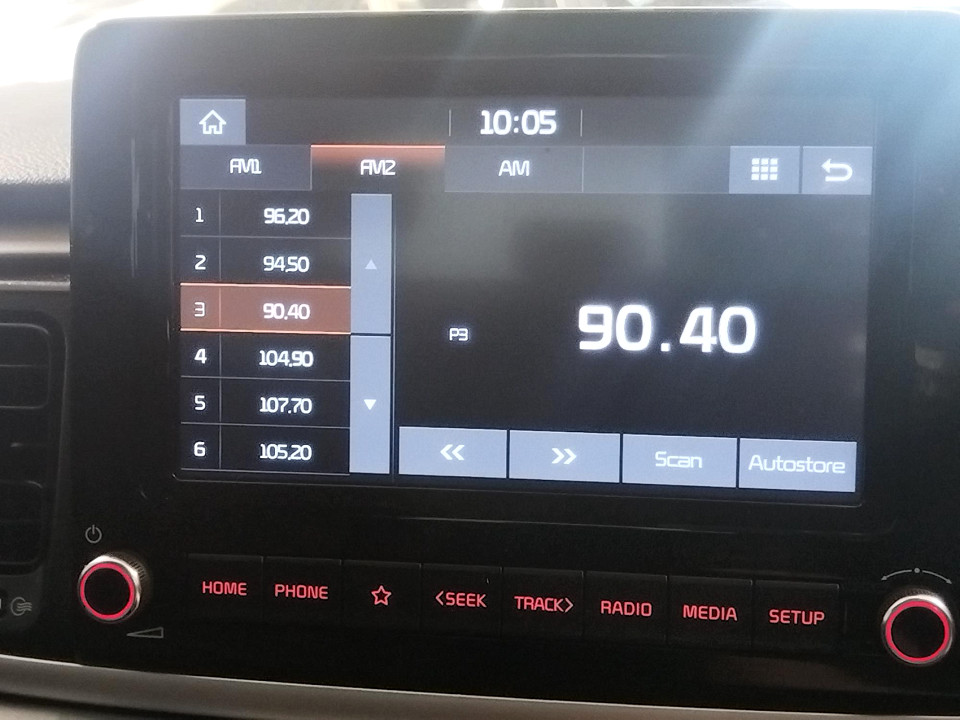 10:05
FM1 FM2 AM
1 96.20
2 94.50
3 90.40
4 104.90
5 107.70
6 105.20
P3 90.40
<< >> Scan Autostore
HOME PHONE <SEEK TRACK> RADIO MEDIA SETUP